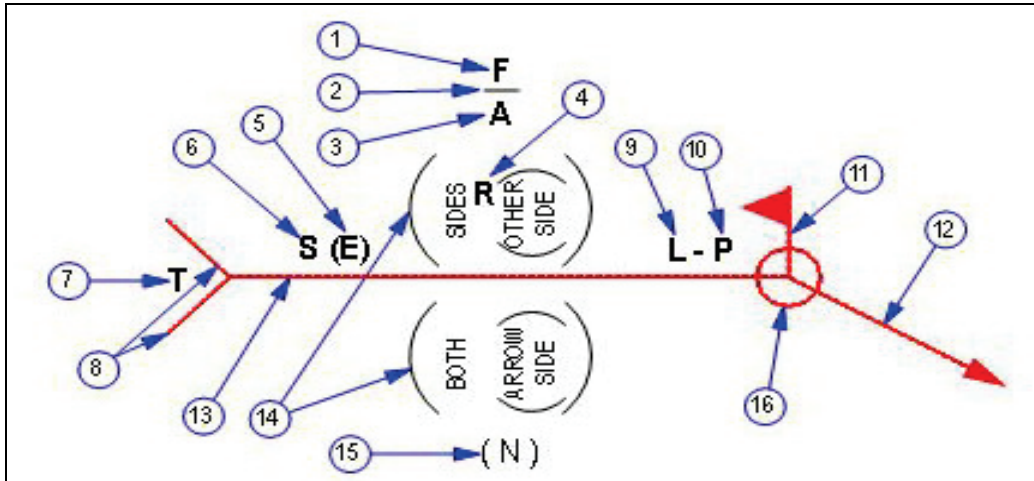 1
F
2
4
A
3
5
6
9
10
11
R
SIDES
OTHER
SIDE
12
S (E)
L - P
7
T
8
13
14
BOTH
ARROW
SIDE
16
15
( N )